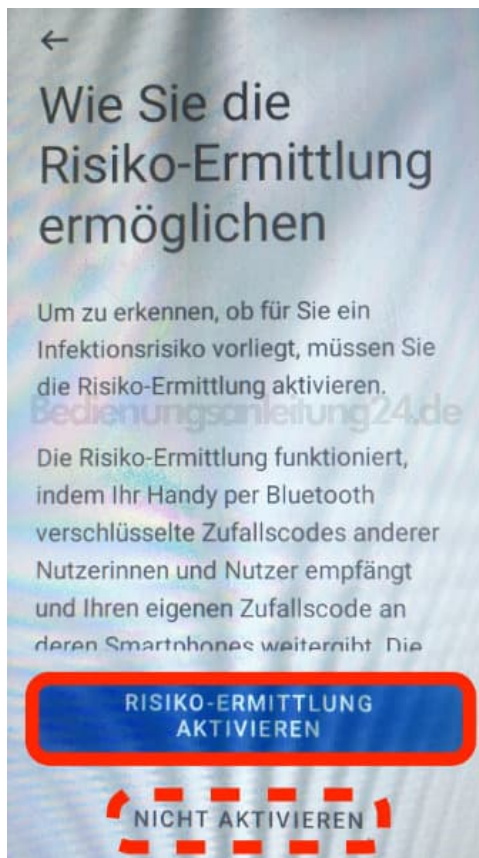 Wie Sie die
Risiko-Ermittlung
ermöglichen
Um zu erkennen, ob für Sie ein
Infektionsrisiko vorliegt, müssen Sie
die Risiko-Ermittlung aktivieren.
Bedienungsanleitung24.de
Die Risiko-Ermittlung funktioniert,
indem Ihr Handy per Bluetooth
verschlüsselte Zufallscodes anderer
Nutzerinnen und Nutzer empfängt
und Ihren eigenen Zufallscode an
deren Smartphones weitergibt. Die
RISIKO-ERMITTLUNG
AKTIVIEREN
NICHT AKTIVIEREN